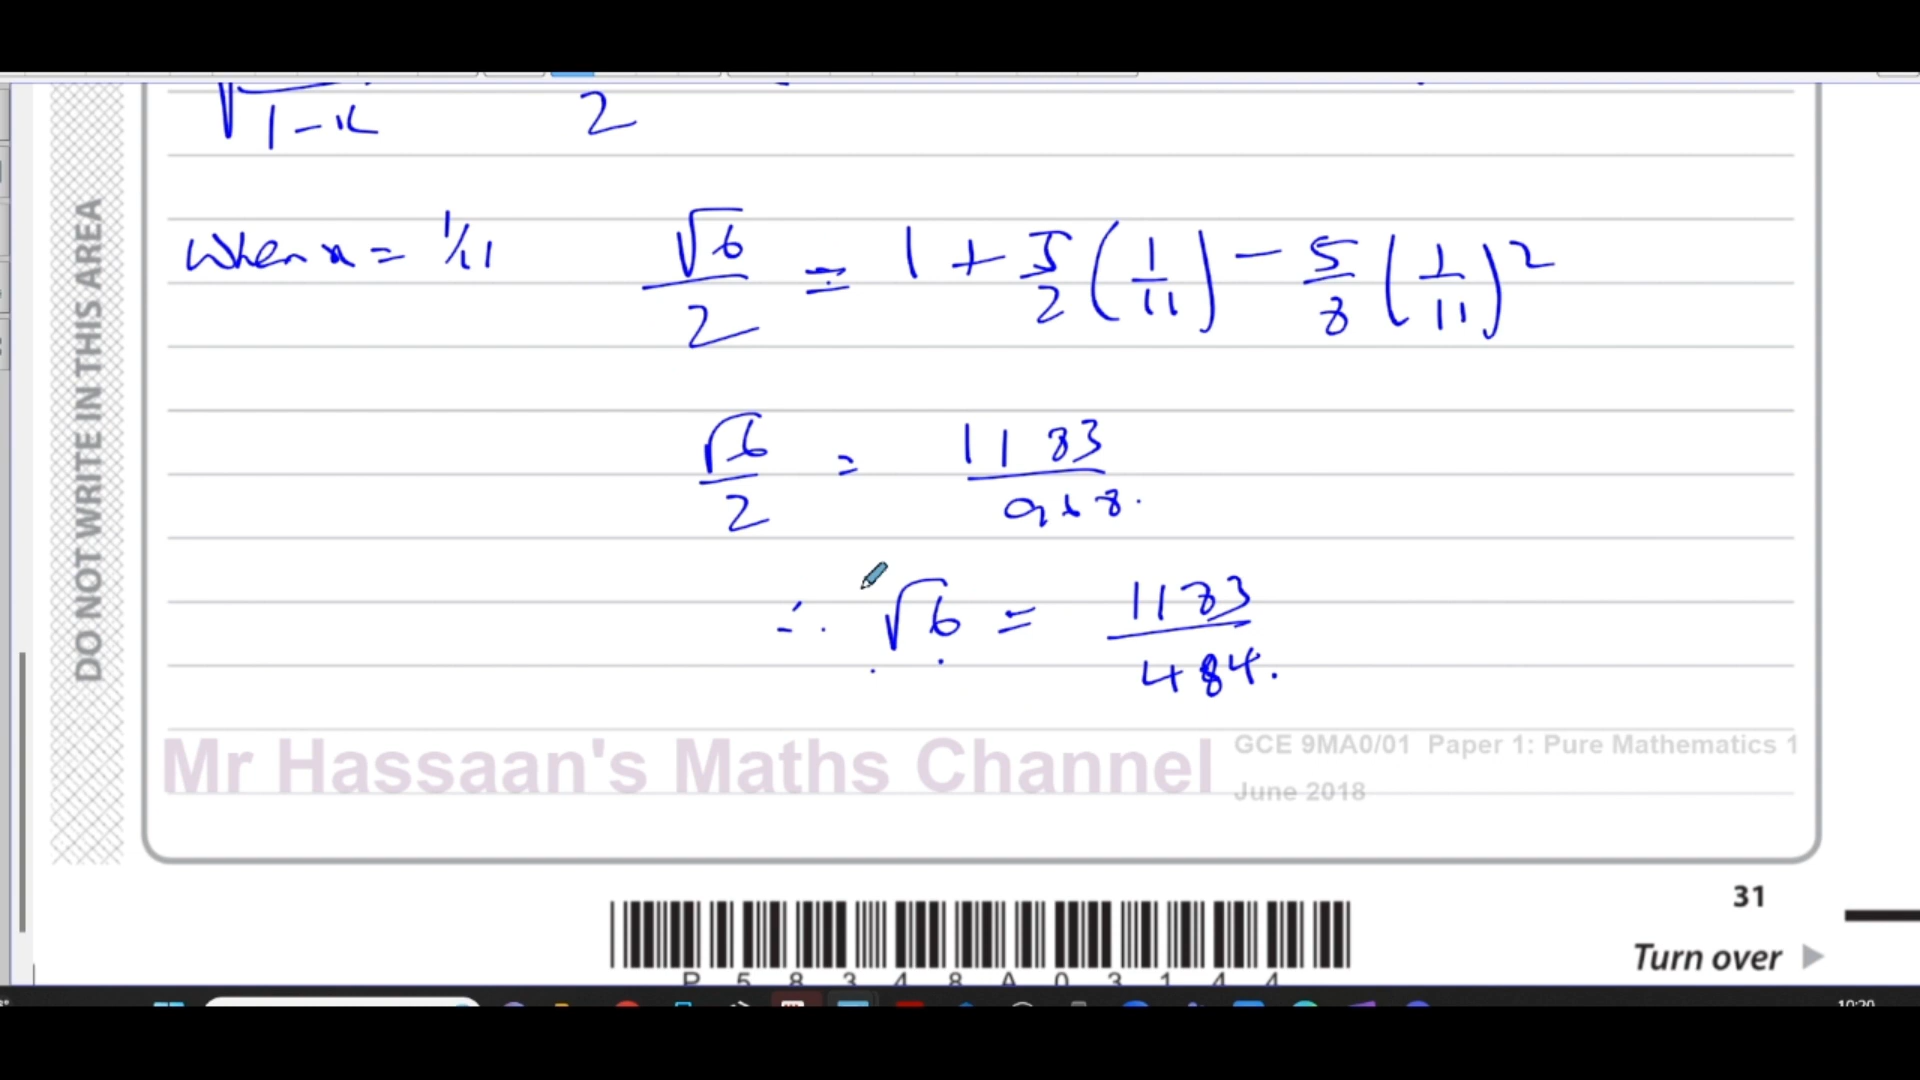 √ 1-x 2
when x = 1/11 √6/2 = 1 + 5/2 (1/11) - 5/8 (1/11)²
√6/2 = 1183/968.
∴ √6 = 1183/484.
DO NOT WRITE IN THIS AREA
Mr Hassaan's Maths Channel
GCE 9MA0/01 Paper 1: Pure Mathematics 1
June 2018
31
Turn over
P 5 8 3 4 8 A 0 3 1 4 4
10:20